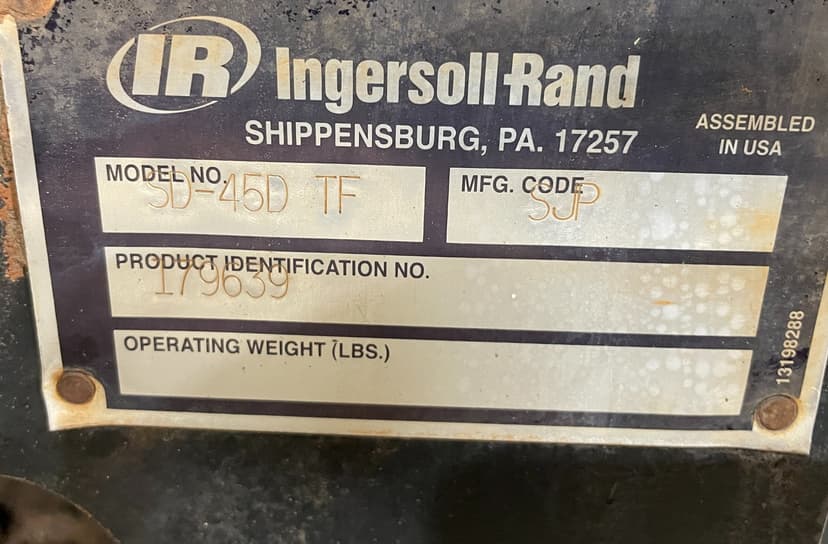 IR Ingersoll-Rand
SHIPPENSBURG, PA. 17257
ASSEMBLED
IN USA
MODEL NO.
SD-45D TF
MFG. CODE
SJP
PRODUCT IDENTIFICATION NO.
179639
OPERATING WEIGHT (LBS.)
13198288